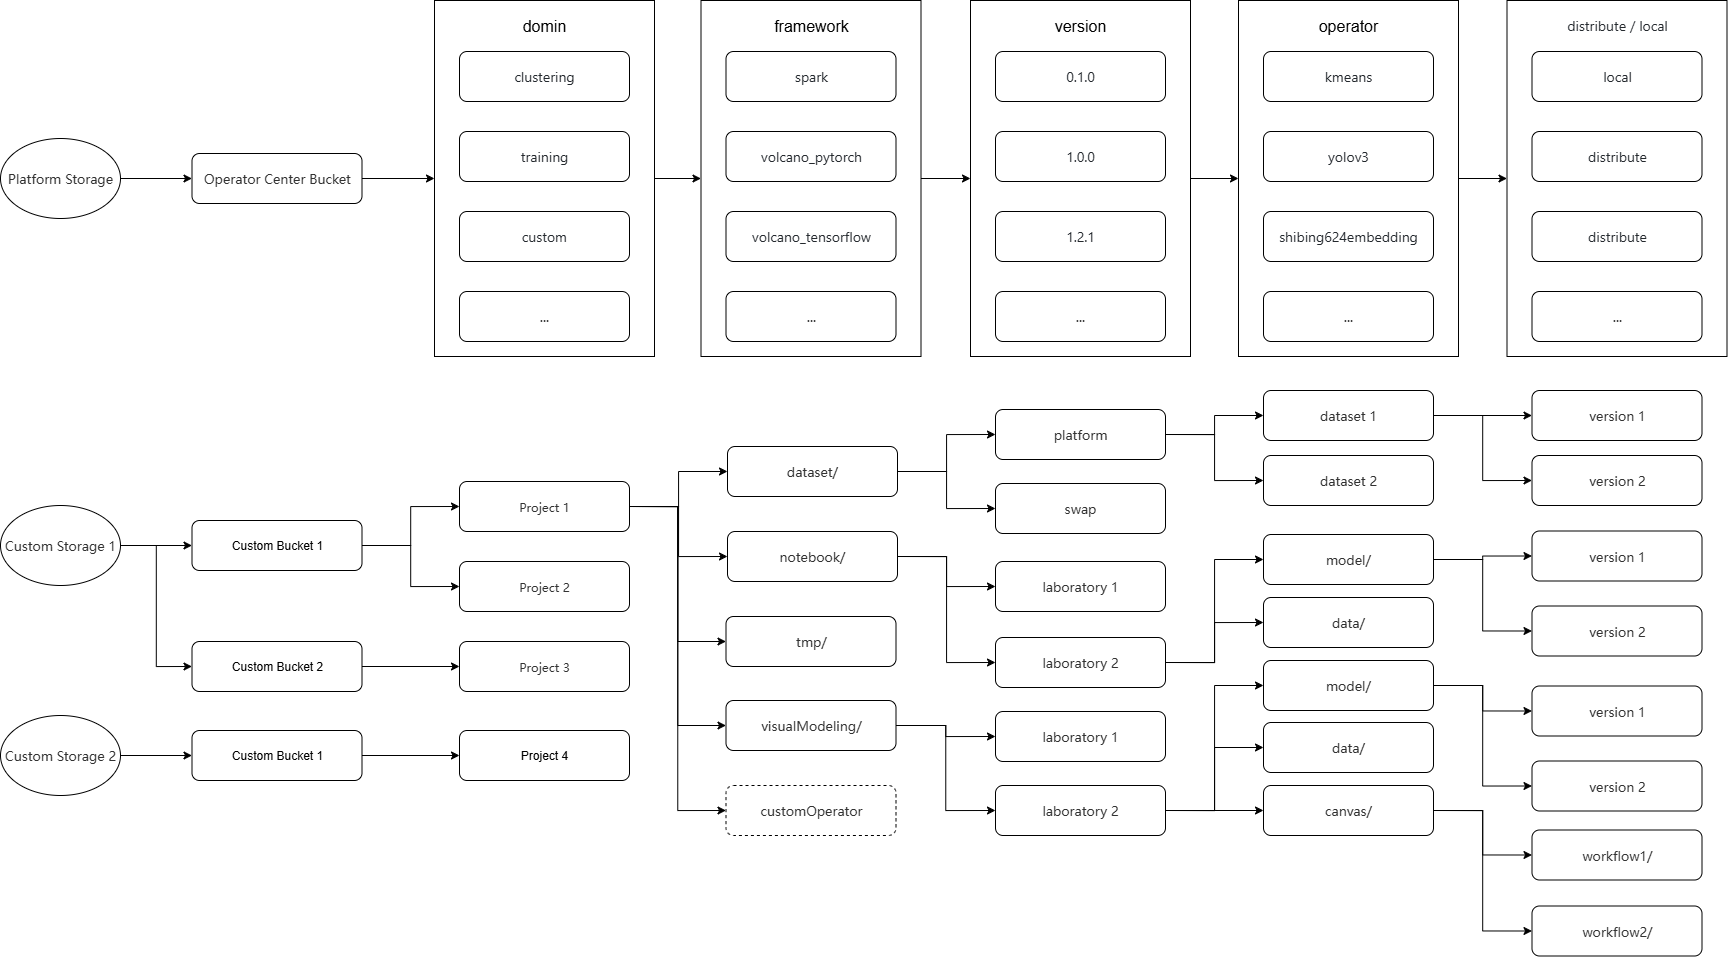 Platform Storage
Operator Center Bucket
domin
clustering
training
custom
...
framework
spark
volcano_pytorch
volcano_tensorflow
...
version
0.1.0
1.0.0
1.2.1
...
operator
kmeans
yolov3
shibing624embedding
...
distribute / local
local
distribute
distribute
...
Custom Storage 1
Custom Bucket 1
Custom Bucket 2
Project 1
Project 2
Project 3
Custom Storage 2
Custom Bucket 1
Project 4
dataset/
notebook/
tmp/
visualModeling/
customOperator
platform
swap
laboratory 1
laboratory 2
laboratory 1
laboratory 2
dataset 1
dataset 2
model/
data/
model/
data/
canvas/
version 1
version 2
version 1
version 2
version 1
version 2
workflow1/
workflow2/